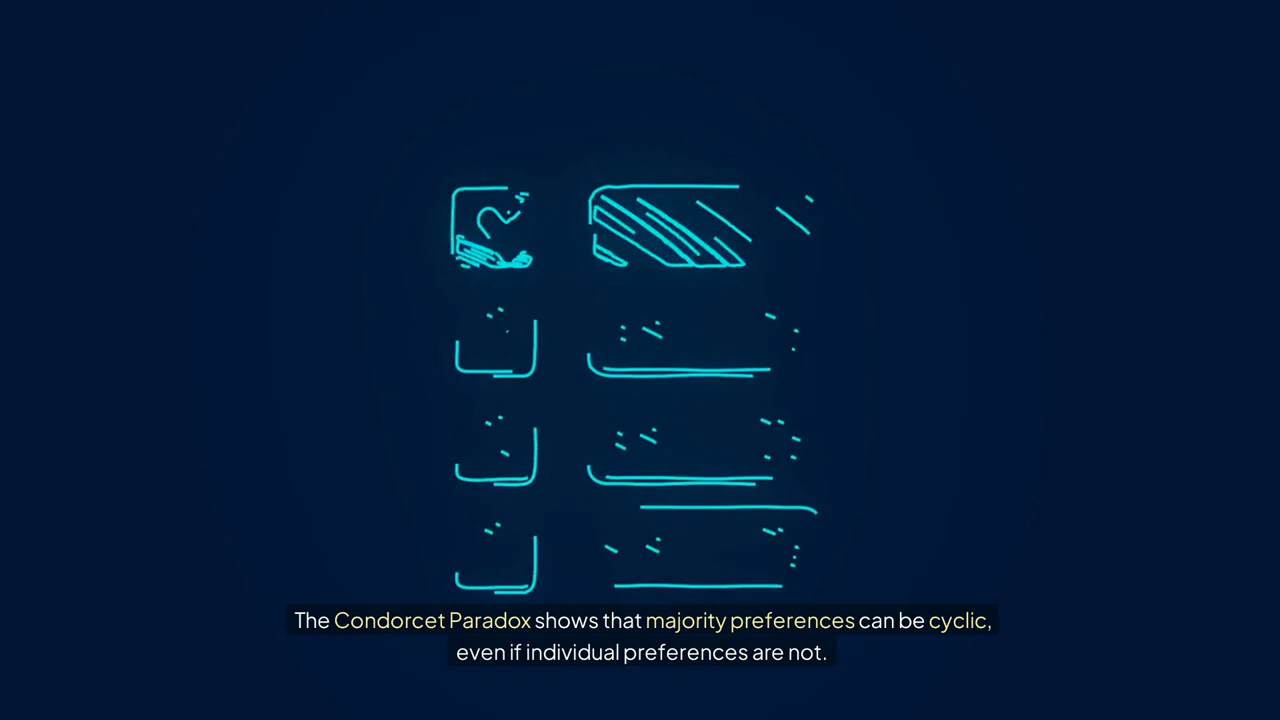 The Condorcet Paradox shows that majority preferences can be cyclic,
even if individual preferences are not.